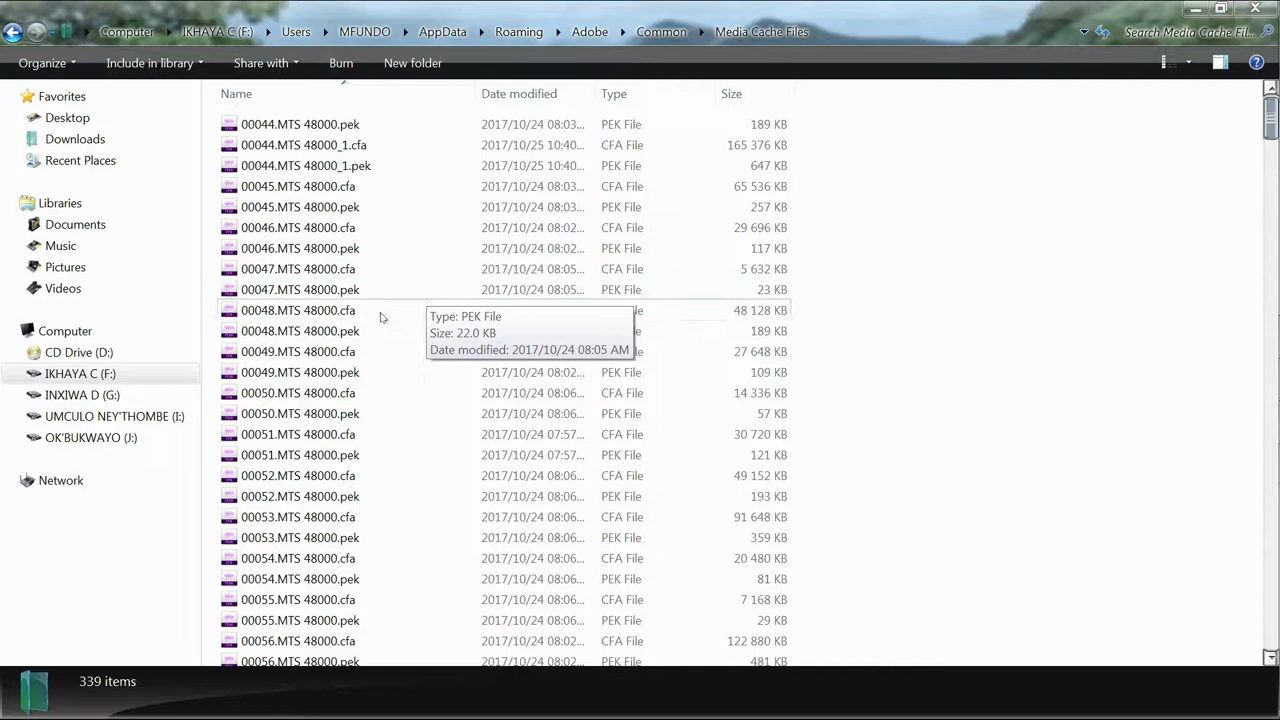 Computer IKHAYA C (F:) Users MFUNDO AppData Roaming Adobe Common Media Cache Files Search Media Cache Fil...
Organize Include in library Share with Burn New folder
Name Date modified Type Size
Favorites
Desktop
Downloads
Recent Places
Libraries
Documents
Music
Pictures
Videos
Computer
CD Drive (D:)
IKHAYA C (F:)
INXIWA D (G:)
UMCULO NEY'THOMBE (I:)
OK'BUKWAYO (J:)
Network
00044.MTS 48000.pek 2017/10/24 08:03... PEK File 189 KB
00044.MTS 48000_1.cfa 2017/10/25 10:40... CFA File 165 376 KB
00044.MTS 48000_1.pek 2017/10/25 10:40... PEK File 647 KB
00045.MTS 48000.cfa 2017/10/24 08:03... CFA File 65 536 KB
00045.MTS 48000.pek 2017/10/24 08:03... PEK File 257 KB
00046.MTS 48000.cfa 2017/10/24 08:02... CFA File 29 696 KB
00046.MTS 48000.pek 2017/10/24 08:02... PEK File 117 KB
00047.MTS 48000.cfa 2017/10/24 08:05... CFA File 5 632 KB
00047.MTS 48000.pek 2017/10/24 08:05... PEK File 23 KB
00048.MTS 48000.cfa 48 128 KB
00048.MTS 48000.pek 189 KB
Type: PEK File
Size: 22.0 KB
Date modified: 2017/10/24 08:05 AM
00049.MTS 48000.cfa 27 648 KB
00049.MTS 48000.pek 2017/10/24 08:02... PEK File 109 KB
00050.MTS 48000.cfa 2017/10/24 08:06... CFA File 14 336 KB
00050.MTS 48000.pek 2017/10/24 08:06... PEK File 57 KB
00051.MTS 48000.cfa 2017/10/24 07:57... CFA File 30 720 KB
00051.MTS 48000.pek 2017/10/24 07:57... PEK File 121 KB
00052.MTS 48000.cfa 2017/10/24 08:06... CFA File 49 152 KB
00052.MTS 48000.pek 2017/10/24 08:06... PEK File 193 KB
00053.MTS 48000.cfa 2017/10/24 08:06... CFA File 91 648 KB
00053.MTS 48000.pek 2017/10/24 08:06... PEK File 359 KB
00054.MTS 48000.cfa 2017/10/24 08:06... CFA File 20 480 KB
00054.MTS 48000.pek 2017/10/24 08:06... PEK File 81 KB
00055.MTS 48000.cfa 2017/10/24 08:06... CFA File 7 168 KB
00055.MTS 48000.pek 2017/10/24 08:06... PEK File 29 KB
00056.MTS 48000.cfa 2017/10/24 08:02... CFA File 122 880 KB
00056.MTS 48000.pek 2017/10/24 08:02... PEK File 481 KB
339 items